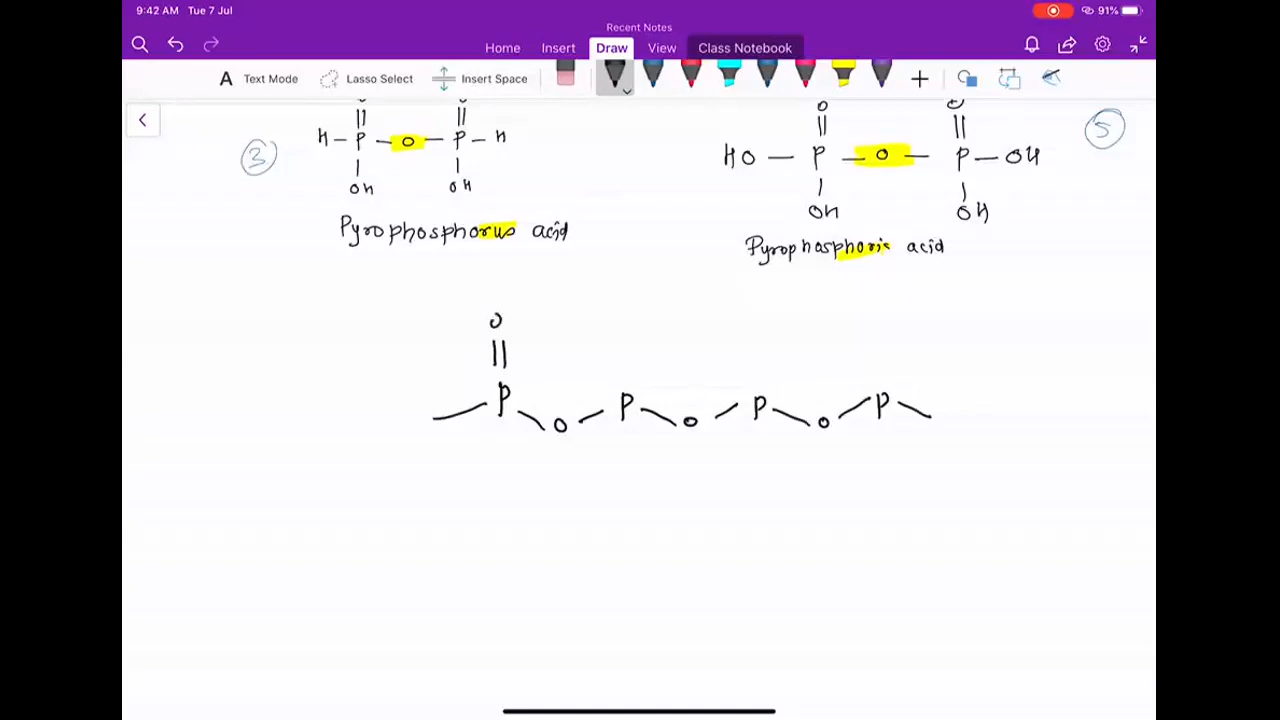 9:42 AM Tue 7 Jul
91%
Recent Notes
Home Insert Draw View Class Notebook
A Text Mode Lasso Select Insert Space
O O
H – P – O – P – H
OH OH
3
Pyrophosphorus acid
O O
HO — P — O — P — OH
OH OH
5
Pyrophosphoric acid
O
P O P O P O P